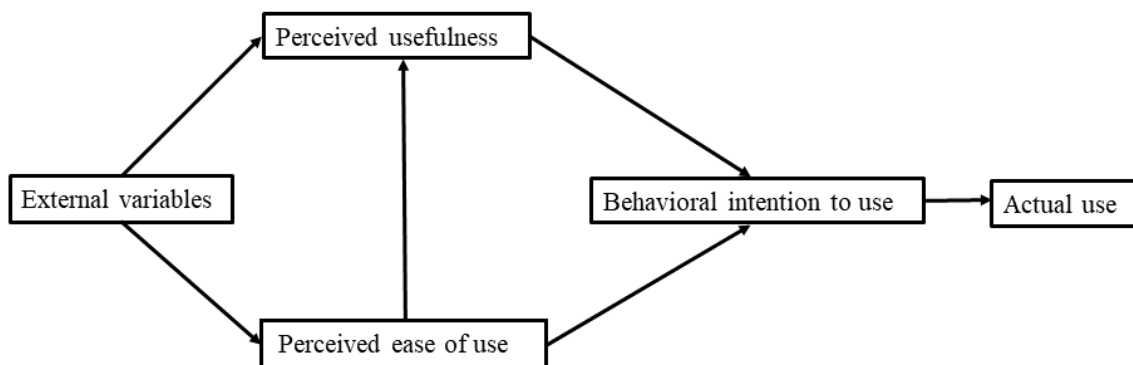 Perceived usefulness
External variables
Behavioral intention to use
Actual use
Perceived ease of use